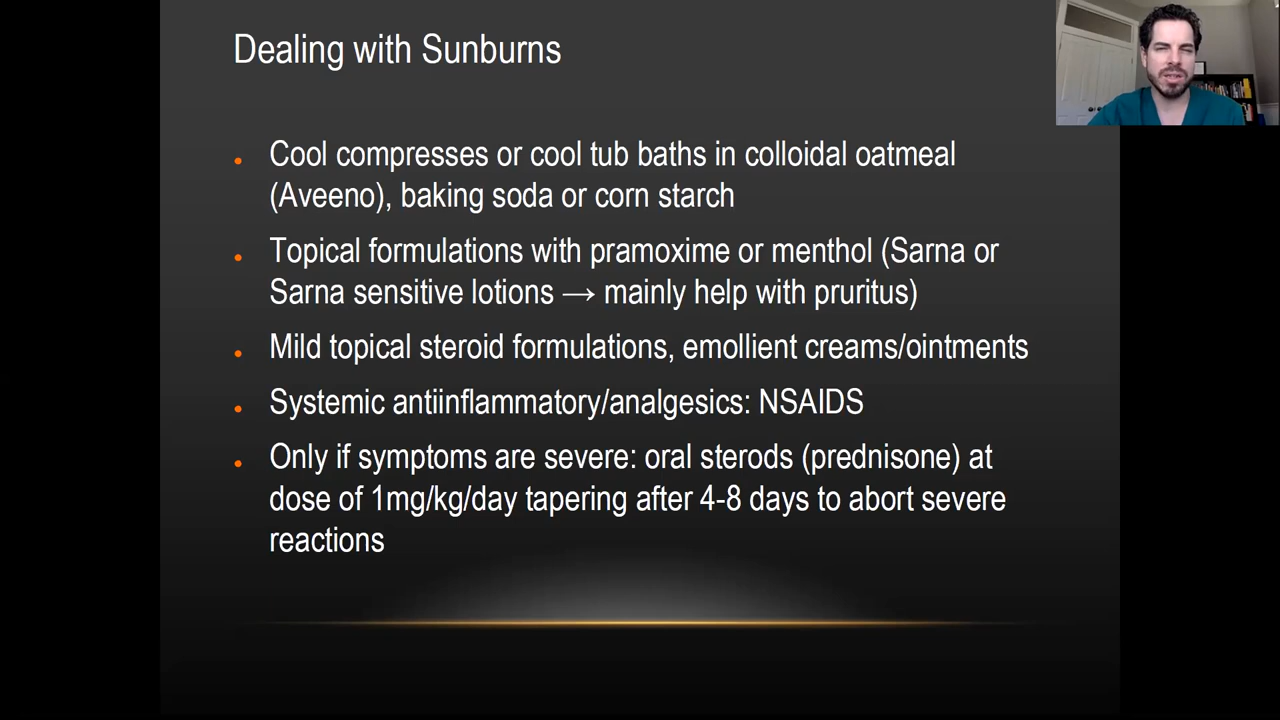 Dealing with Sunburns
Cool compresses or cool tub baths in colloidal oatmeal
(Aveeno), baking soda or corn starch
Topical formulations with pramoxime or menthol (Sarna or
Sarna sensitive lotions → mainly help with pruritus)
Mild topical steroid formulations, emollient creams/ointments
Systemic antiinflammatory/analgesics: NSAIDS
Only if symptoms are severe: oral sterods (prednisone) at
dose of 1mg/kg/day tapering after 4-8 days to abort severe
reactions